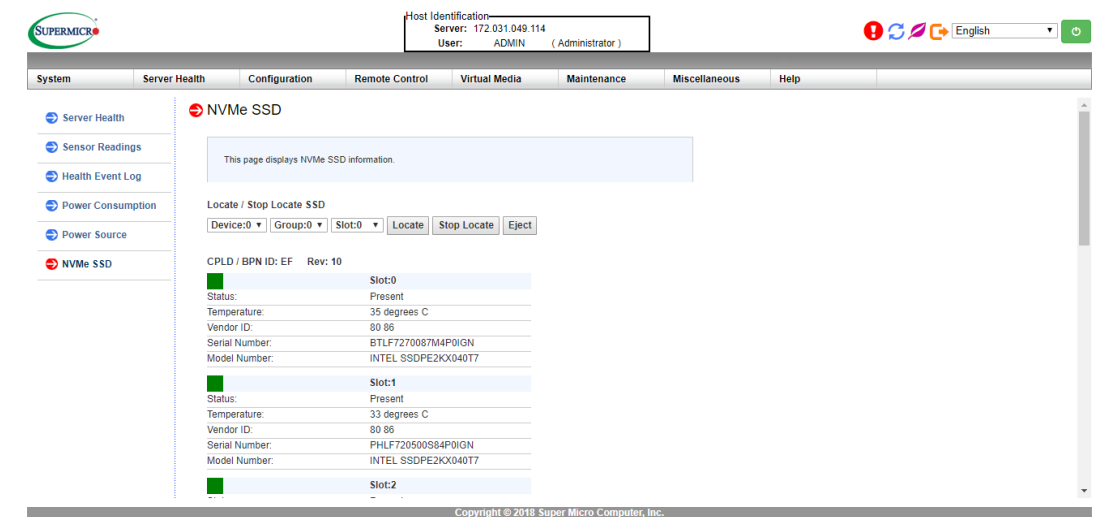 SUPERMICRO
Host Identification
Server: 172.031.049.114
User: ADMIN ( Administrator )
English
System Server Health Configuration Remote Control Virtual Media Maintenance Miscellaneous Help
Server Health
Sensor Readings
Health Event Log
Power Consumption
Power Source
NVMe SSD
NVMe SSD
This page displays NVMe SSD information.
Locate / Stop Locate SSD
Device:0 Group:0 Slot:0 Locate Stop Locate Eject
CPLD / BPN ID: EF Rev: 10
Slot:0
Status: Present
Temperature: 35 degrees C
Vendor ID: 80 86
Serial Number: BTLF7270087M4P0IGN
Model Number: INTEL SSDPE2KX040T7
Slot:1
Status: Present
Temperature: 33 degrees C
Vendor ID: 80 86
Serial Number: PHLF720500S84P0IGN
Model Number: INTEL SSDPE2KX040T7
Slot:2
Copyright © 2018 Super Micro Computer, Inc.